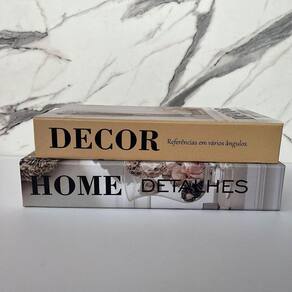 DECOR Referências em vários ângulos.
HOME DETALHES